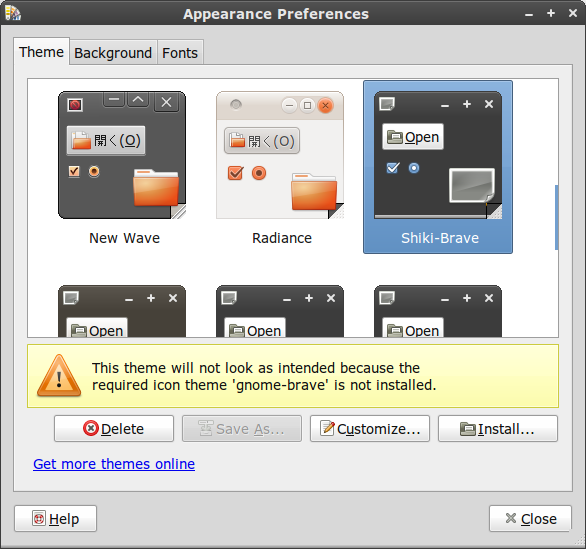 Appearance Preferences
Theme
Background
Fonts
開く(O)
開く(O)
Open
New Wave
Radiance
Shiki-Brave
Open
Open
Open
This theme will not look as intended because the
required icon theme 'gnome-brave' is not installed.
Delete
Save As...
Customize...
Install...
Get more themes online
Help
Close